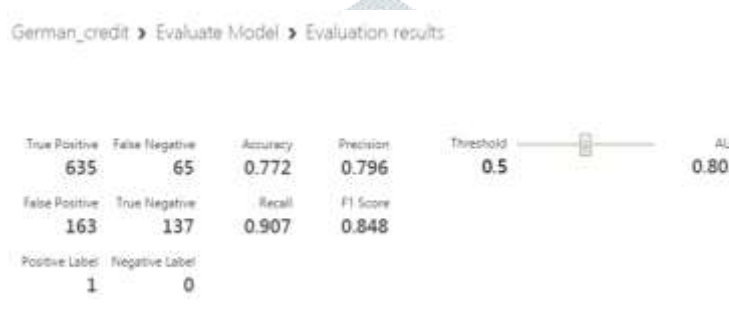 German_credit > Evaluate Model > Evaluation results
True Positive False Negative Accuracy Precision Threshold AU
635 65 0.772 0.796 0.5 0.80
False Positive True Negative Recall F1 Score
163 137 0.907 0.848
Positive Label Negative Label
1 0